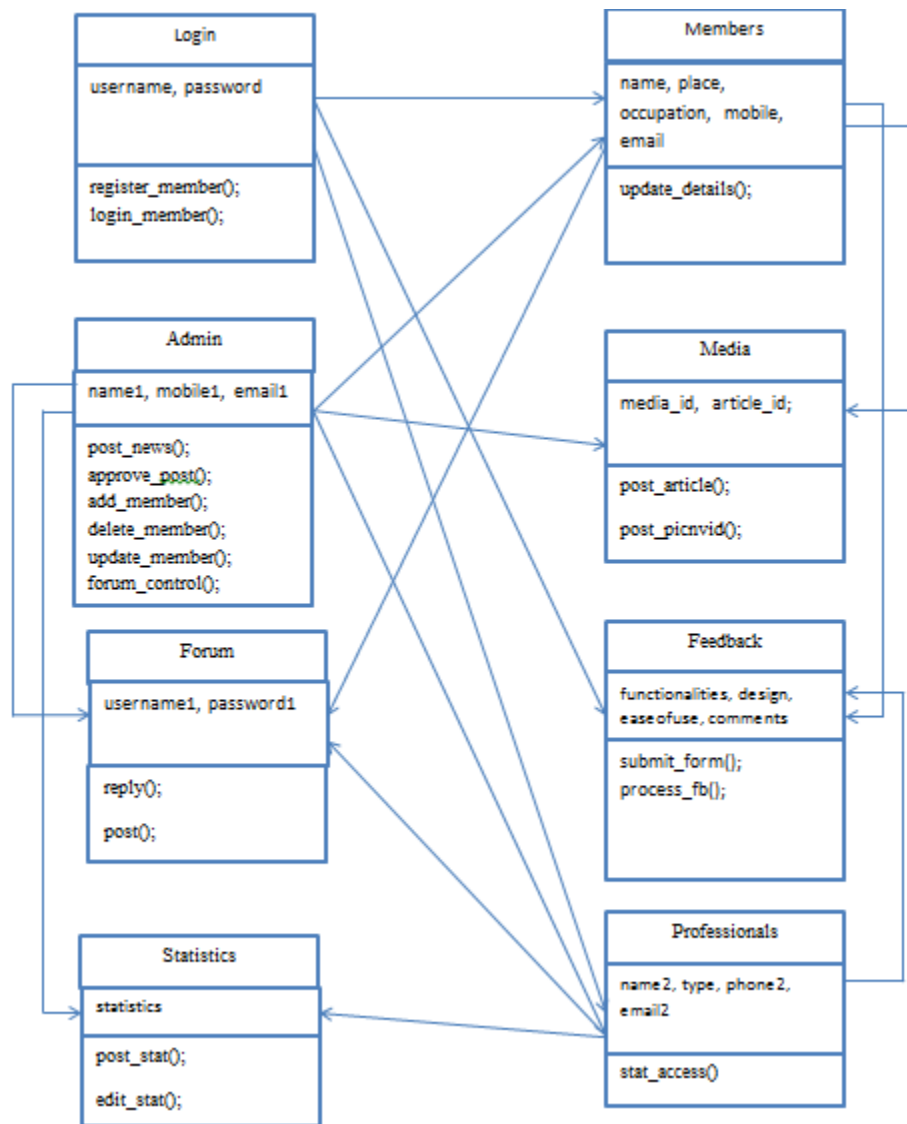 Login
username, password
register_member();
login_member();
Members
name, place,
occupation, mobile,
email
update_details();
Admin
name1, mobile1, email1
post_news();
approve_post();
add_member();
delete_member();
update_member();
forum_control();
Media
media_id, article_id;
post_article();
post_picnvid();
Forum
username1, password1
reply();
post();
Feedback
functionalities, design,
easeofuse, comments
submit_form();
process_fb();
Statistics
statistics
post_stat();
edit_stat();
Professionals
name2, type, phone2,
email2
stat_access()